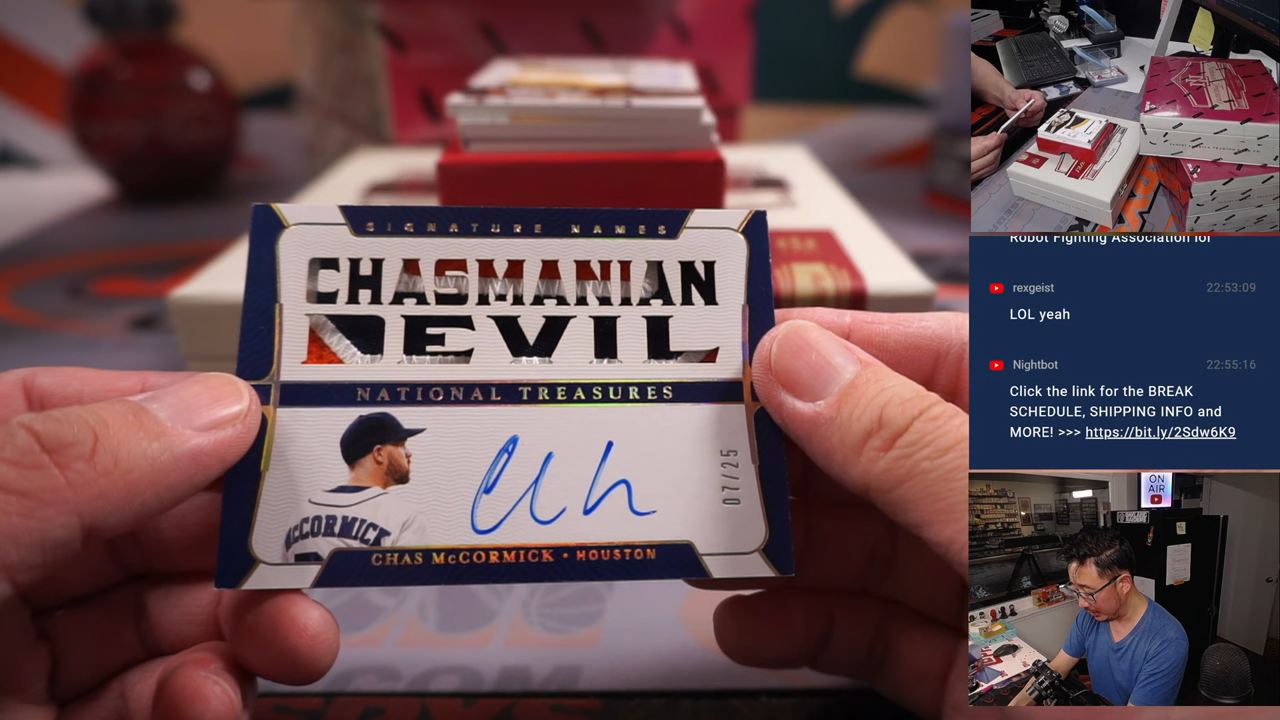 SIGNATURE NAMES
CHASMANIAN
DEVIL
NATIONAL TREASURES
McCORMICK
07/25
CHAS McCORMICK • HOUSTON
Robot Fighting Association for
rexgeist 22:53:09
LOL yeah
Nightbot 22:55:16
Click the link for the BREAK
SCHEDULE, SHIPPING INFO and
MORE! >>> https://bit.ly/2Sdw6K9
ON
AIR